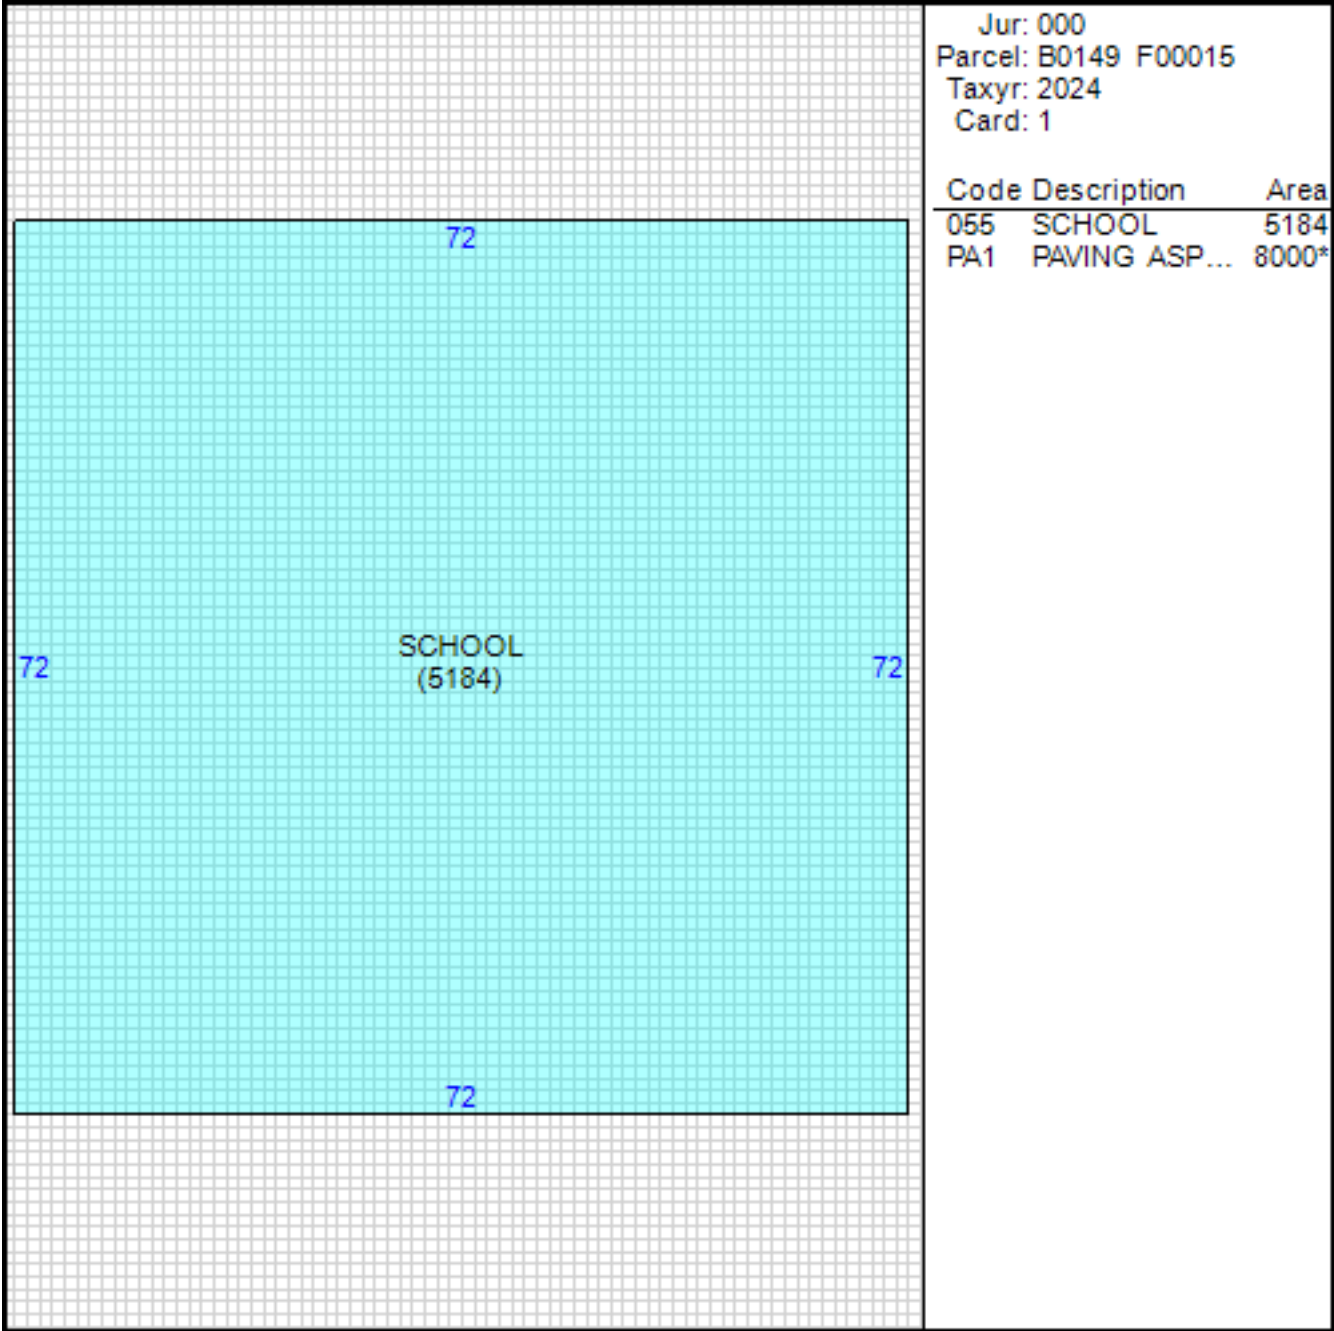 Jur: 000
Parcel: B0149 F00015
Taxyr: 2024
Card: 1
Code Description Area
055 SCHOOL 5184
PA1 PAVING ASP... 8000*
72
72
SCHOOL
(5184)
72
72